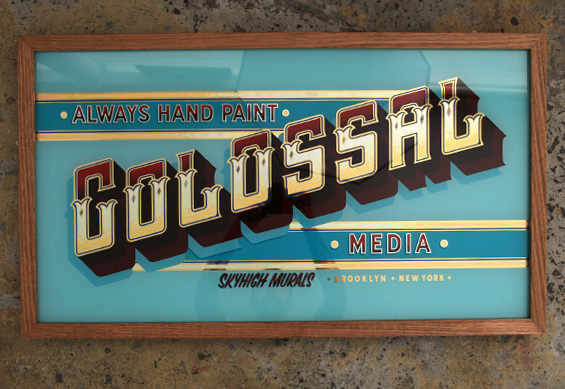 ALWAYS HAND PAINT
COLOSSAL
MEDIA
SKYHIGH MURALS • BROOKLYN • NEW YORK •